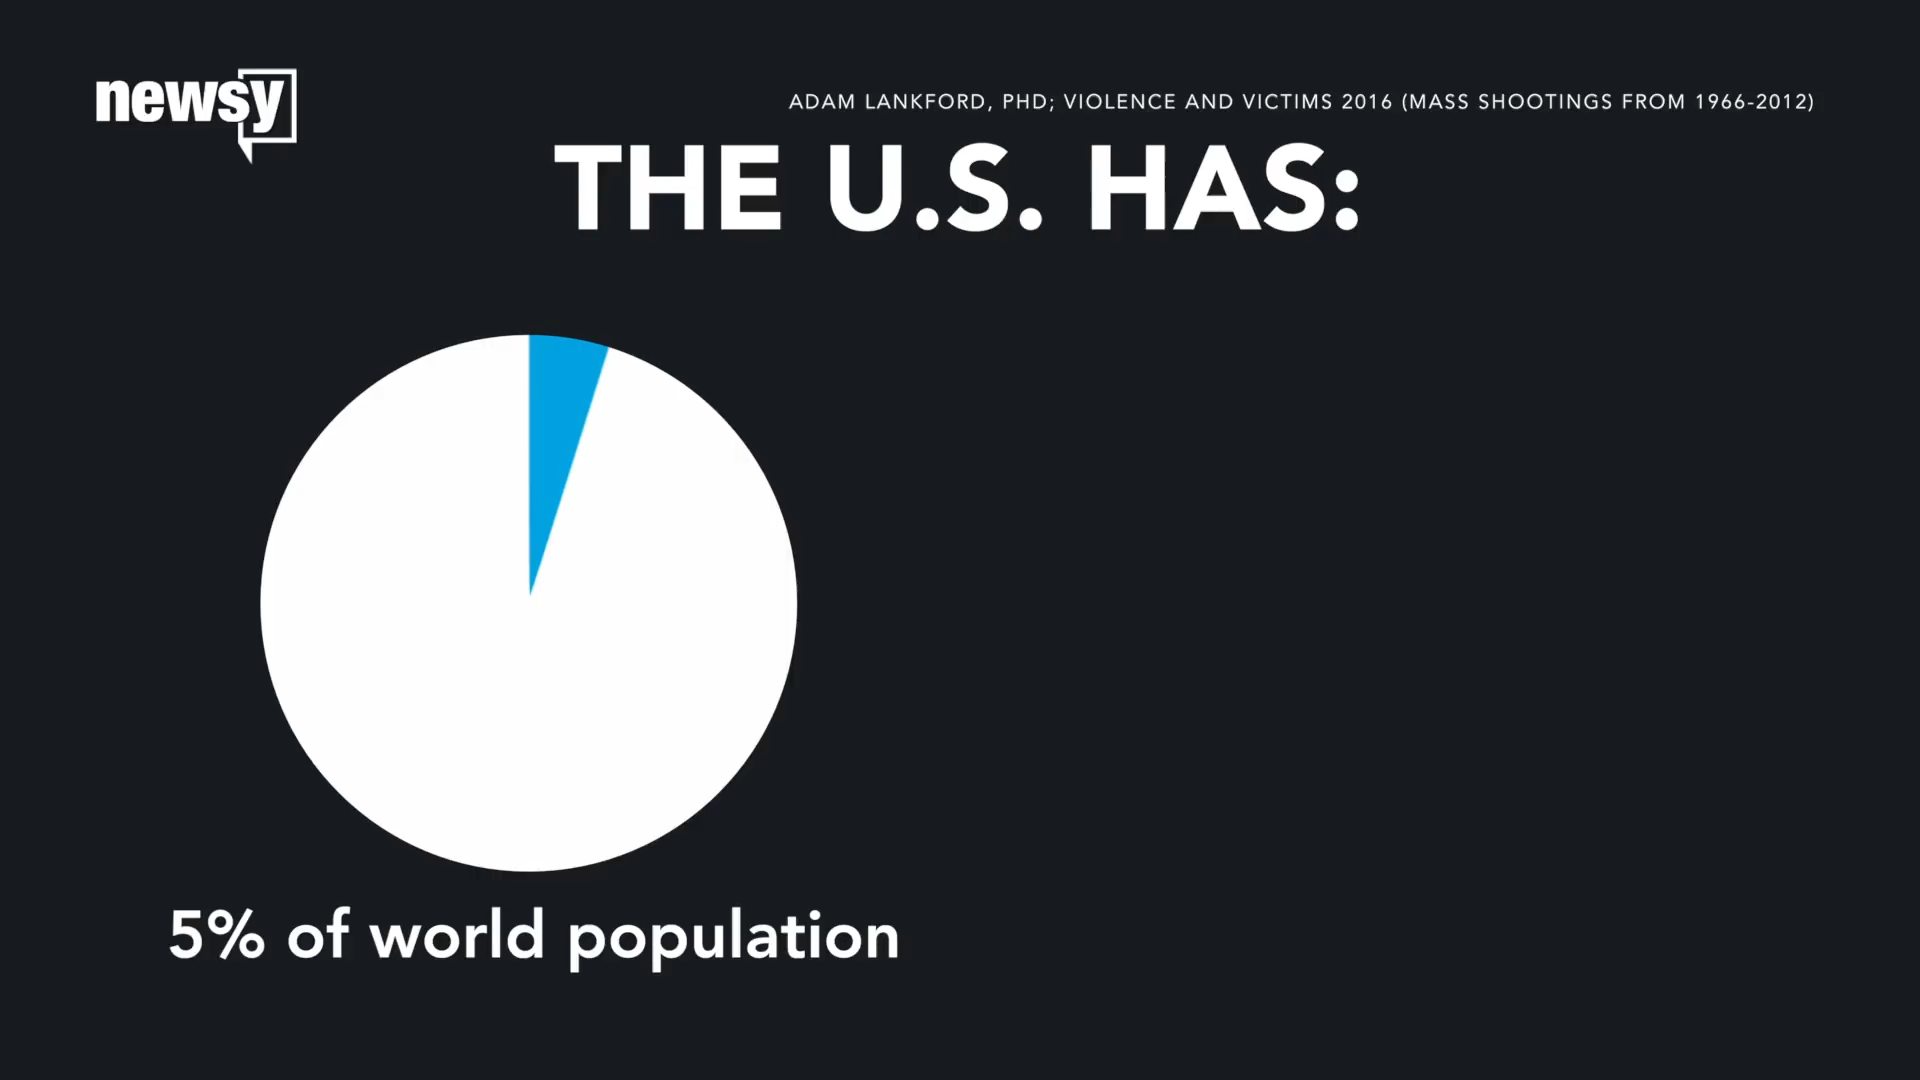 newsy
ADAM LANKFORD, PHD; VIOLENCE AND VICTIMS 2016 (MASS SHOOTINGS FROM 1966-2012)
THE U.S. HAS:
5% of world population